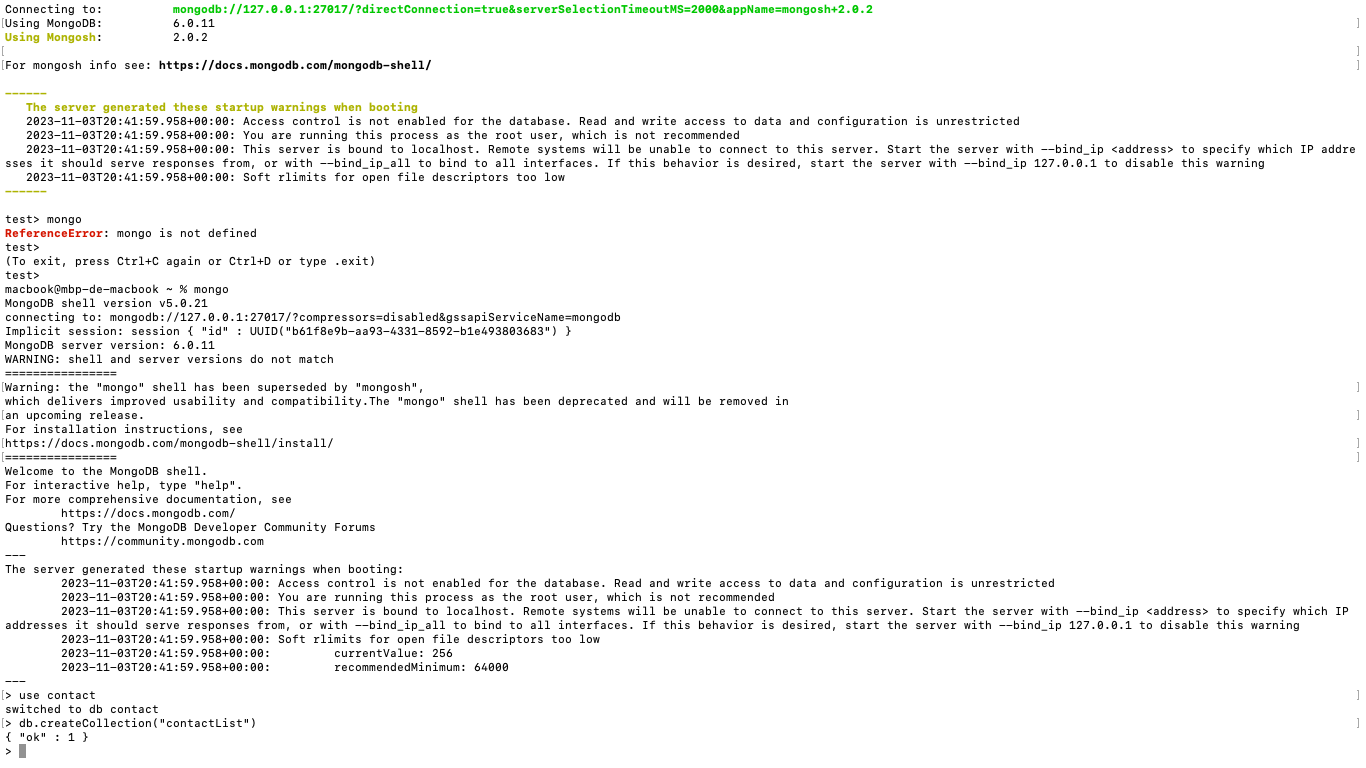 Connecting to:          mongodb://127.0.0.1:27017/?directConnection=true&serverSelectionTimeoutMS=2000&appName=mongosh+2.0.2
[Using MongoDB:          6.0.11 ]
Using Mongosh:          2.0.2
[ ]
[For mongosh info see: https://docs.mongodb.com/mongodb-shell/ ]
------
   The server generated these startup warnings when booting
   2023-11-03T20:41:59.958+00:00: Access control is not enabled for the database. Read and write access to data and configuration is unrestricted
   2023-11-03T20:41:59.958+00:00: You are running this process as the root user, which is not recommended
   2023-11-03T20:41:59.958+00:00: This server is bound to localhost. Remote systems will be unable to connect to this server. Start the server with --bind_ip <address> to specify which IP addre
sses it should serve responses from, or with --bind_ip_all to bind to all interfaces. If this behavior is desired, start the server with --bind_ip 127.0.0.1 to disable this warning
   2023-11-03T20:41:59.958+00:00: Soft rlimits for open file descriptors too low
------
test> mongo
ReferenceError: mongo is not defined
test>
(To exit, press Ctrl+C again or Ctrl+D or type .exit)
test>
macbook@mbp-de-macbook ~ % mongo
MongoDB shell version v5.0.21
connecting to: mongodb://127.0.0.1:27017/?compressors=disabled&gssapiServiceName=mongodb
Implicit session: session { "id" : UUID("b61f8e9b-aa93-4331-8592-b1e493803683") }
MongoDB server version: 6.0.11
WARNING: shell and server versions do not match
================
[Warning: the "mongo" shell has been superseded by "mongosh", ]
which delivers improved usability and compatibility.The "mongo" shell has been deprecated and will be removed in
[an upcoming release. ]
For installation instructions, see
[https://docs.mongodb.com/mongodb-shell/install/ ]
[================ ]
Welcome to the MongoDB shell.
For interactive help, type "help".
For more comprehensive documentation, see
        https://docs.mongodb.com/
Questions? Try the MongoDB Developer Community Forums
        https://community.mongodb.com
---
The server generated these startup warnings when booting:
        2023-11-03T20:41:59.958+00:00: Access control is not enabled for the database. Read and write access to data and configuration is unrestricted
        2023-11-03T20:41:59.958+00:00: You are running this process as the root user, which is not recommended
        2023-11-03T20:41:59.958+00:00: This server is bound to localhost. Remote systems will be unable to connect to this server. Start the server with --bind_ip <address> to specify which IP
addresses it should serve responses from, or with --bind_ip_all to bind to all interfaces. If this behavior is desired, start the server with --bind_ip 127.0.0.1 to disable this warning
        2023-11-03T20:41:59.958+00:00: Soft rlimits for open file descriptors too low
        2023-11-03T20:41:59.958+00:00:         currentValue: 256
        2023-11-03T20:41:59.958+00:00:         recommendedMinimum: 64000
---
[> use contact ]
switched to db contact
[> db.createCollection("contactList") ]
{ "ok" : 1 }
>